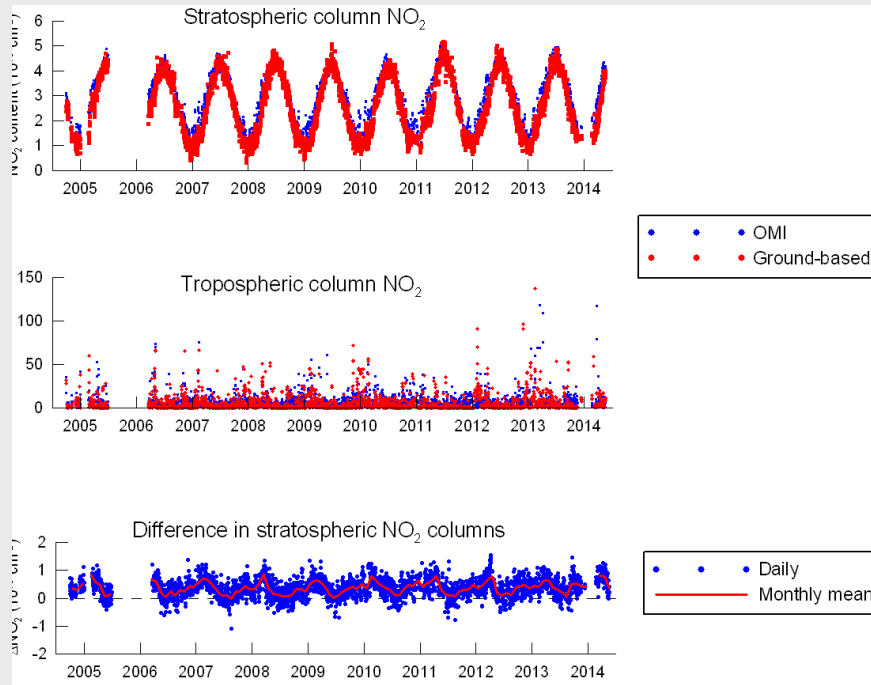 Stratospheric column NO₂
6
5
4
3
2
1
0
2005 2006 2007 2008 2009 2010 2011 2012 2013 2014
OMI
Ground-based
Tropospheric column NO₂
150
100
50
0
2005 2006 2007 2008 2009 2010 2011 2012 2013 2014
Difference in stratospheric NO₂ columns
2
1
0
-1
-2
2005 2006 2007 2008 2009 2010 2011 2012 2013 2014
Daily
Monthly mean